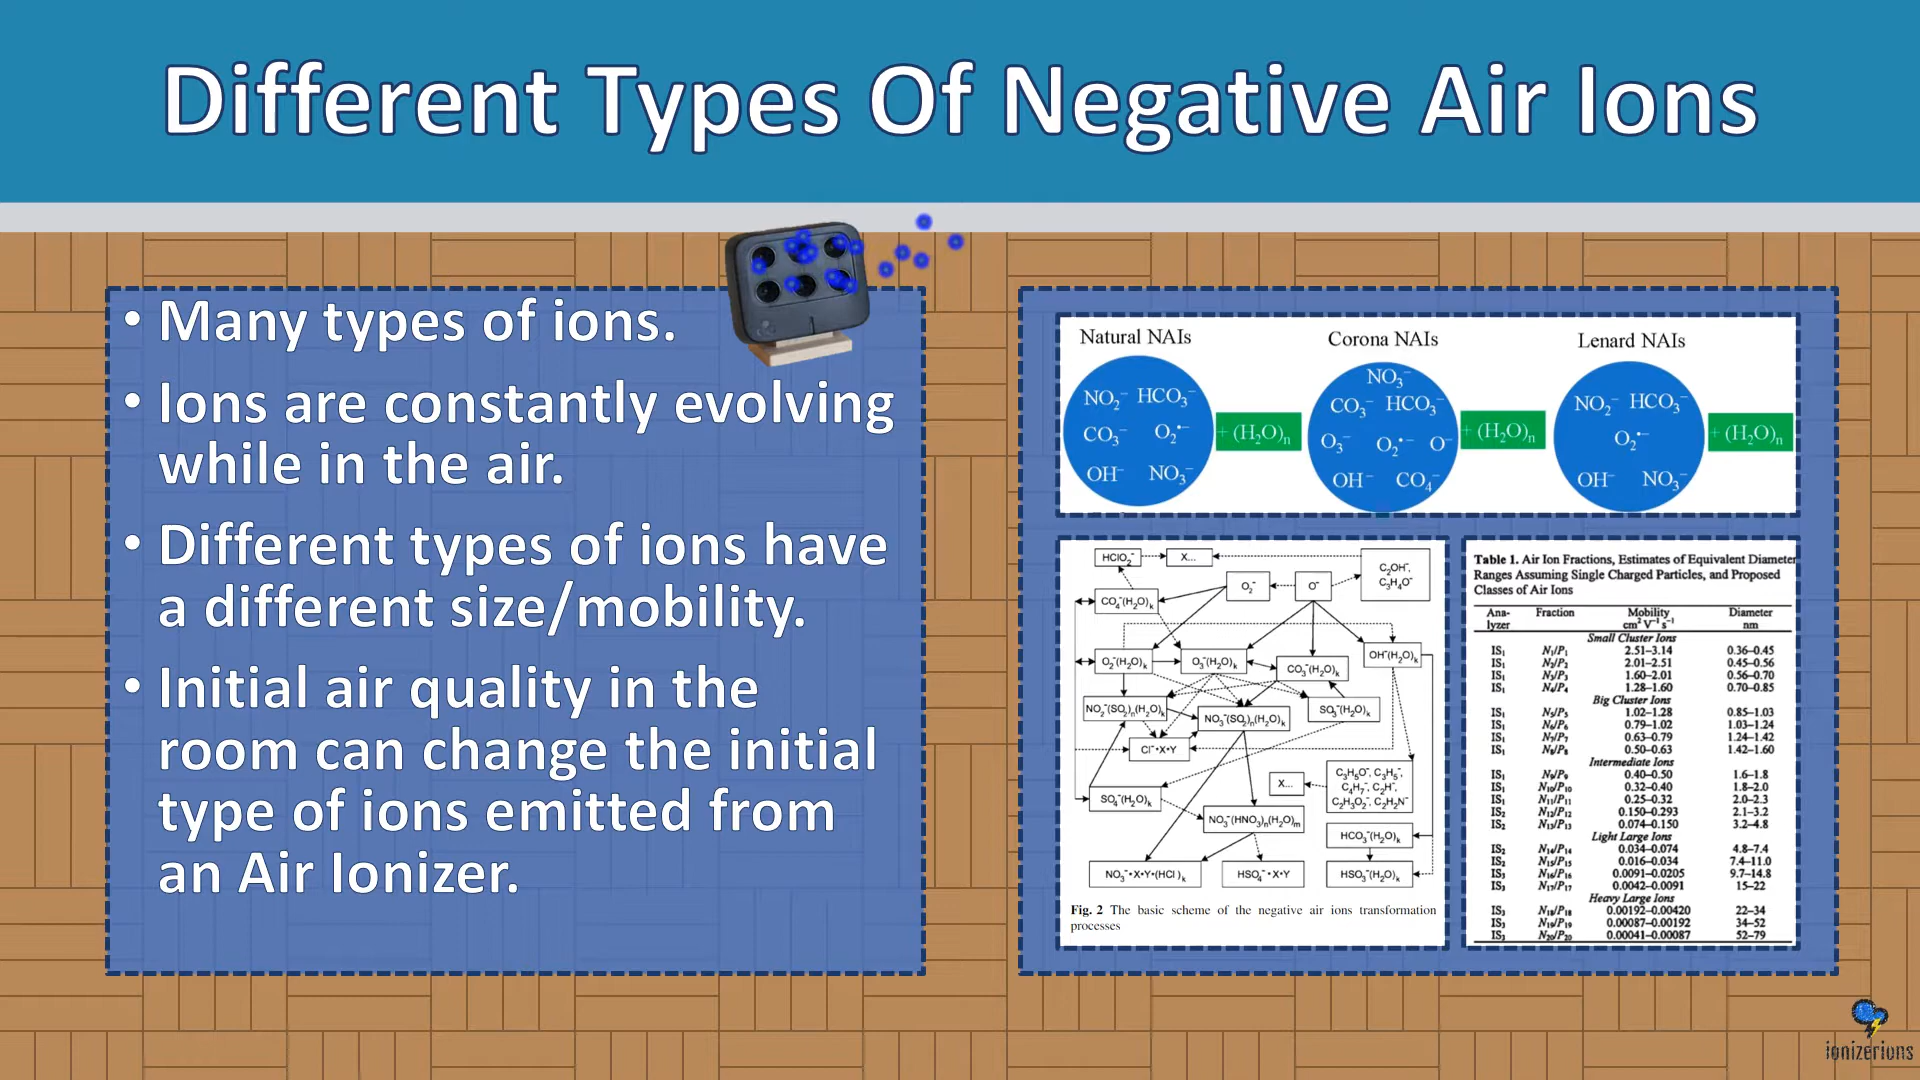 Different Types Of Negative Air Ions
• Many types of ions.
• Ions are constantly evolving
while in the air.
• Different types of ions have
a different size/mobility.
• Initial air quality in the
room can change the initial
type of ions emitted from
an Air Ionizer.
Natural NAIs
NO₂⁻ HCO₃⁻
CO₃⁻ O₂•⁻
OH⁻ NO₃⁻
+ (H₂O)n
Corona NAIs
NO₃⁻
CO₃⁻ HCO₃⁻
O₃⁻ O₂•⁻ O⁻
OH⁻ CO₄⁻
+ (H₂O)n
Lenard NAIs
NO₂⁻ HCO₃⁻
O₂•⁻
OH⁻ NO₃⁻
+ (H₂O)n
HClO₂⁻
X...
C₂OH⁻,
C₃H₄O⁻
O₂⁻
O⁻
CO₄⁻(H₂O)k
O₂⁻(H₂O)k
O₃⁻(H₂O)k
CO₃⁻(H₂O)k
OH⁻(H₂O)k
NO₂⁻(SO₂)n(H₂O)k
NO₃⁻(SO₂)n(H₂O)k
SO₃⁻(H₂O)k
Cl⁻•X•Y
SO₄⁻(H₂O)k
X...
C₃H₅O⁻, C₃H₅⁻,
C₄H₇⁻, C₂H⁻,
C₂H₃O₂⁻, C₂H₂N⁻
NO₃⁻(HNO₃)n(H₂O)m
HCO₃⁻(H₂O)k
NO₃⁻•X•Y•(HCl)k
HSO₄⁻•X•Y
HSO₃⁻(H₂O)k
Fig. 2 The basic scheme of the negative air ions transformation
processes
Table 1. Air Ion Fractions, Estimates of Equivalent Diameter
Ranges Assuming Single Charged Particles, and Proposed
Classes of Air Ions
Ana- Fraction Mobility Diameter
lyzer cm² V⁻¹ s⁻¹ nm
Small Cluster Ions
IS₁ N₁/P₁ 2.51–3.14 0.36–0.45
IS₁ N₂/P₂ 2.01–2.51 0.45–0.56
IS₁ N₃/P₃ 1.60–2.01 0.56–0.70
IS₁ N₄/P₄ 1.28–1.60 0.70–0.85
Big Cluster Ions
IS₁ N₅/P₅ 1.02–1.28 0.85–1.03
IS₁ N₆/P₆ 0.79–1.02 1.03–1.24
IS₁ N₇/P₇ 0.63–0.79 1.24–1.42
IS₁ N₈/P₈ 0.50–0.63 1.42–1.60
Intermediate Ions
IS₁ N₉/P₉ 0.40–0.50 1.6–1.8
IS₁ N₁₀/P₁₀ 0.32–0.40 1.8–2.0
IS₁ N₁₁/P₁₁ 0.25–0.32 2.0–2.3
IS₂ N₁₂/P₁₂ 0.150–0.293 2.1–3.2
IS₂ N₁₃/P₁₃ 0.074–0.150 3.2–4.8
Light Large Ions
IS₂ N₁₄/P₁₄ 0.034–0.074 4.8–7.4
IS₂ N₁₅/P₁₅ 0.016–0.034 7.4–11.0
IS₃ N₁₆/P₁₆ 0.0091–0.0205 9.7–14.8
IS₃ N₁₇/P₁₇ 0.0042–0.0091 15–22
Heavy Large Ions
IS₃ N₁₈/P₁₈ 0.00192–0.00420 22–34
IS₃ N₁₉/P₁₉ 0.00087–0.00192 34–52
IS₃ N₂₀/P₂₀ 0.00041–0.00087 52–79
ionizerions